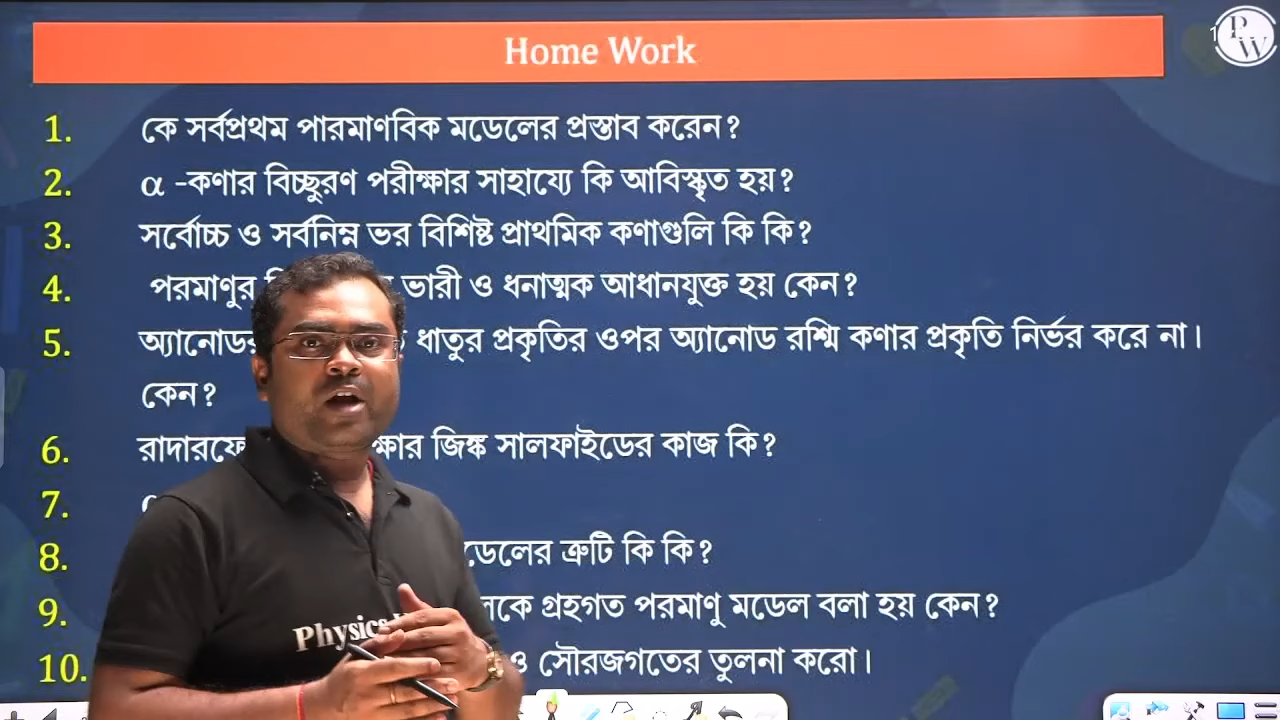 Home Work
PW
1. কে সর্বপ্রথম পারমাণবিক মডেলের প্রস্তাব করেন?
2. α -কণার বিচ্ছুরণ পরীক্ষার সাহায্যে কি আবিস্কৃত হয়?
3. সর্বোচ্চ ও সর্বনিম্ন ভর বিশিষ্ট প্রাথমিক কণাগুলি কি কি?
4. পরমাণুর ভারী ও ধনাত্মক আধানযুক্ত হয় কেন?
5. ধাতুর প্রকৃতির ওপর অ্যানোড রশ্মি কণার প্রকৃতি নির্ভর করে না।
কেন?
6. জিঙ্ক সালফাইডের কাজ কি?
7.
8. ত্রুটি কি কি?
9. গ্রহগত পরমাণু মডেল বলা হয় কেন?
10. ও সৌরজগতের তুলনা করো।
Physics